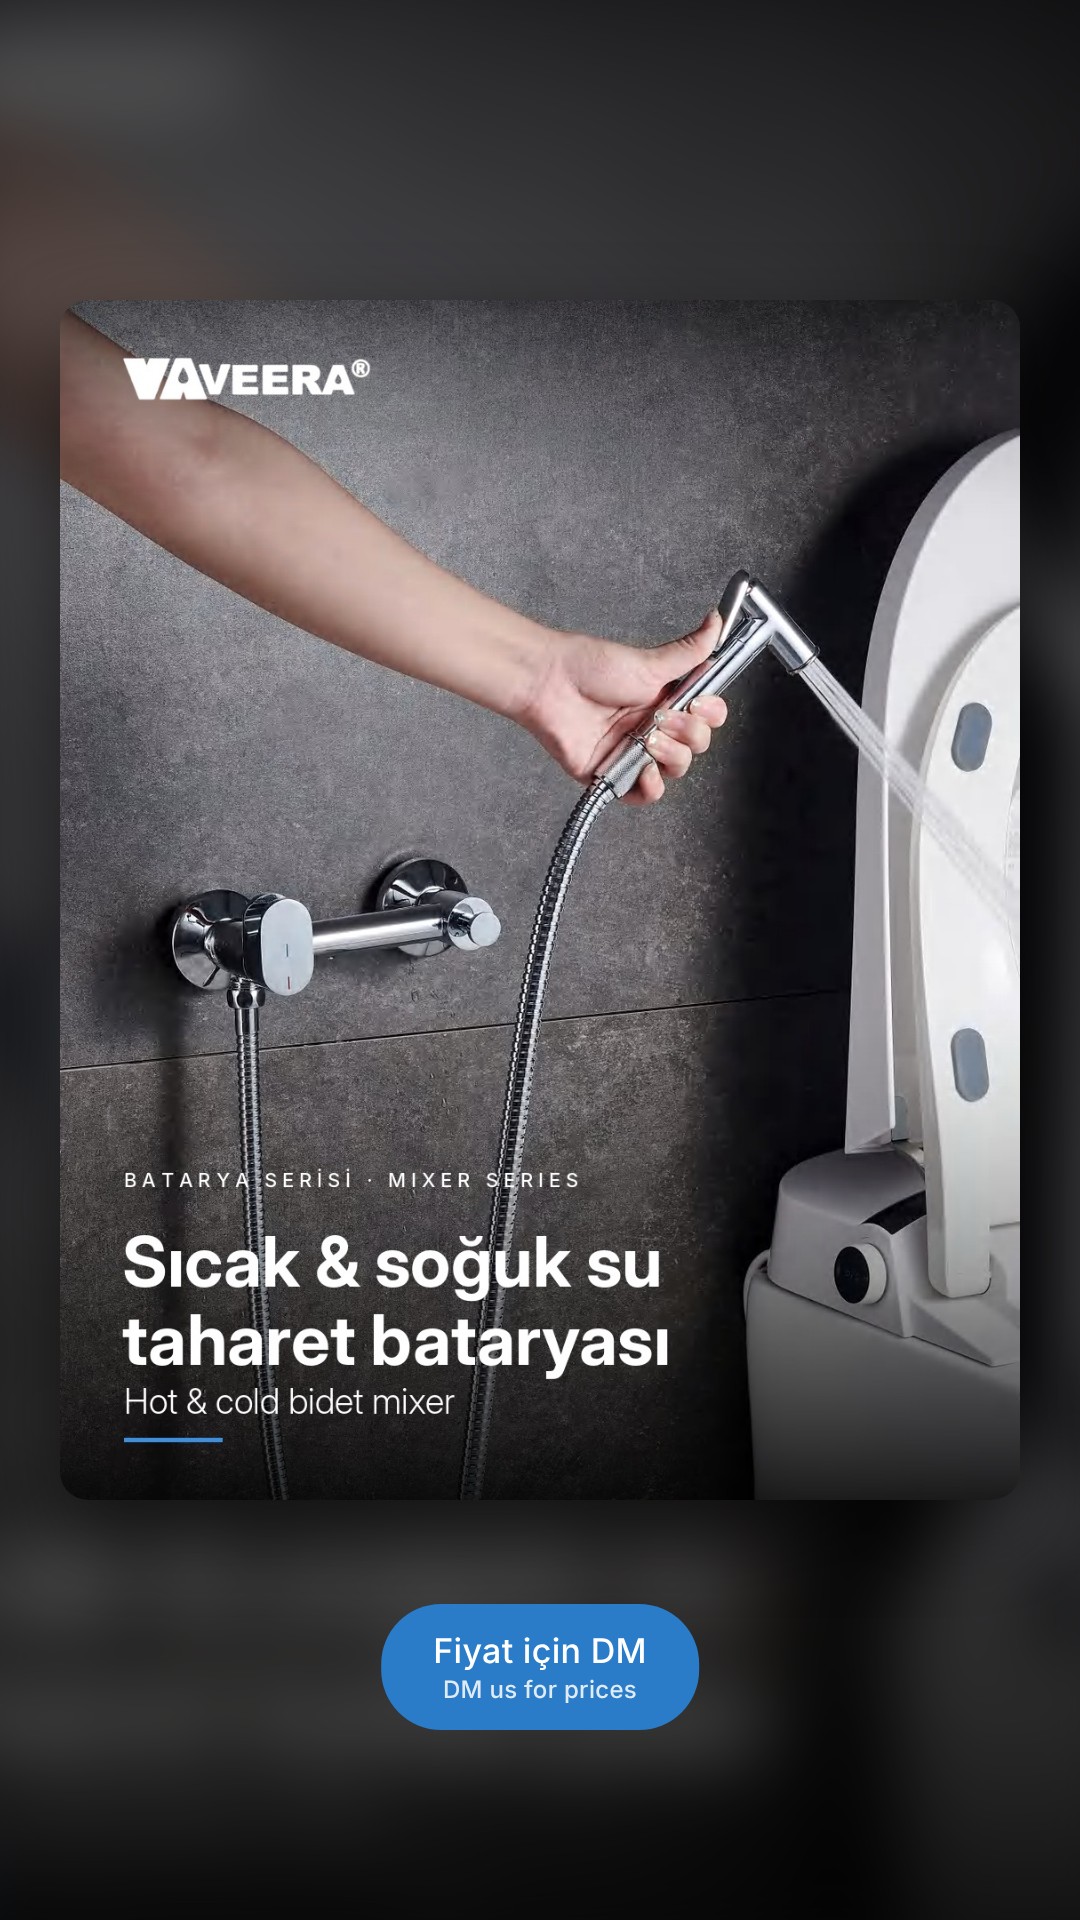 VAVEERA®
BATARYA SERİSİ · MIXER SERIES
Sıcak & soğuk su
taharet bataryası
Hot & cold bidet mixer
Fiyat için DM
DM us for prices